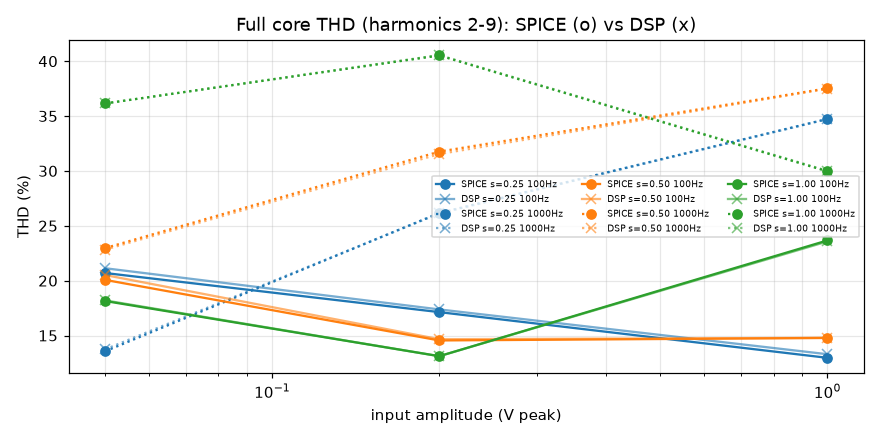 Full core THD (harmonics 2-9): SPICE (o) vs DSP (x)
THD (%)
40
35
30
25
20
15
SPICE s=0.25 100Hz
DSP s=0.25 100Hz
SPICE s=0.25 1000Hz
DSP s=0.25 1000Hz
SPICE s=0.50 100Hz
DSP s=0.50 100Hz
SPICE s=0.50 1000Hz
DSP s=0.50 1000Hz
SPICE s=1.00 100Hz
DSP s=1.00 100Hz
SPICE s=1.00 1000Hz
DSP s=1.00 1000Hz
10⁻¹
10⁰
input amplitude (V peak)